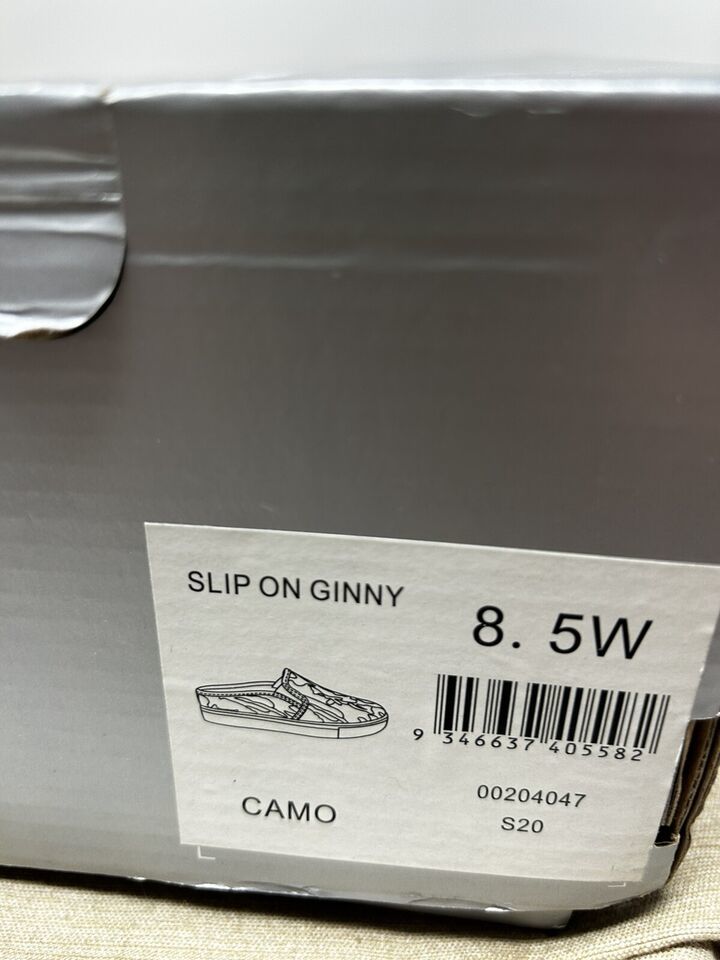 SLIP ON GINNY
8. 5W
9 346637 405582
CAMO
00204047
S20